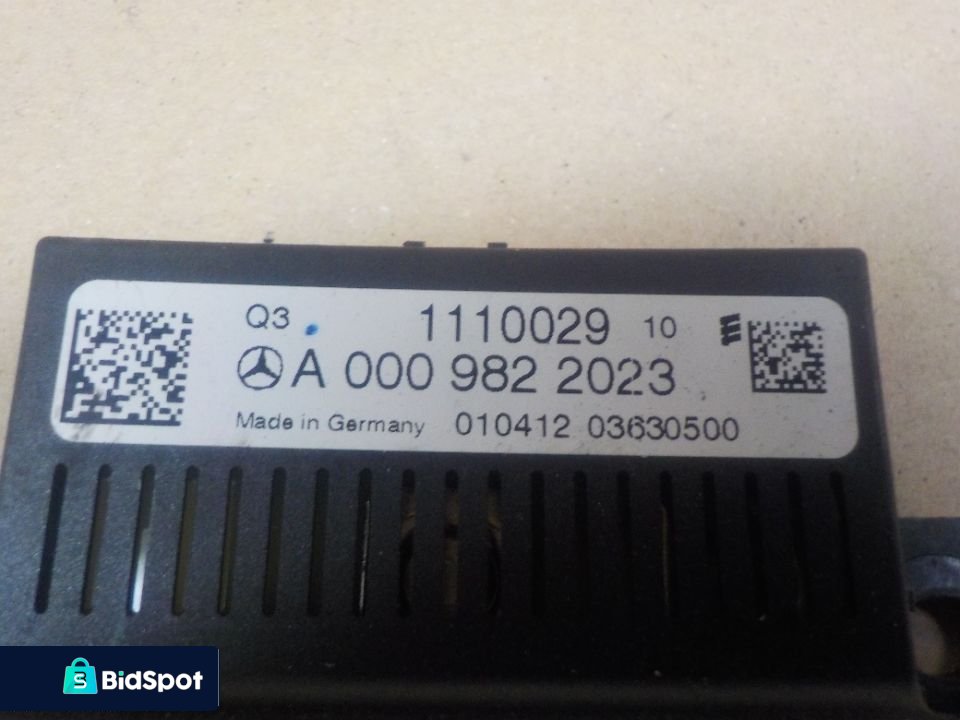 Q3 1110029 10 m
A 000 982 2023
Made in Germany 010412 03630500
S BidSpot